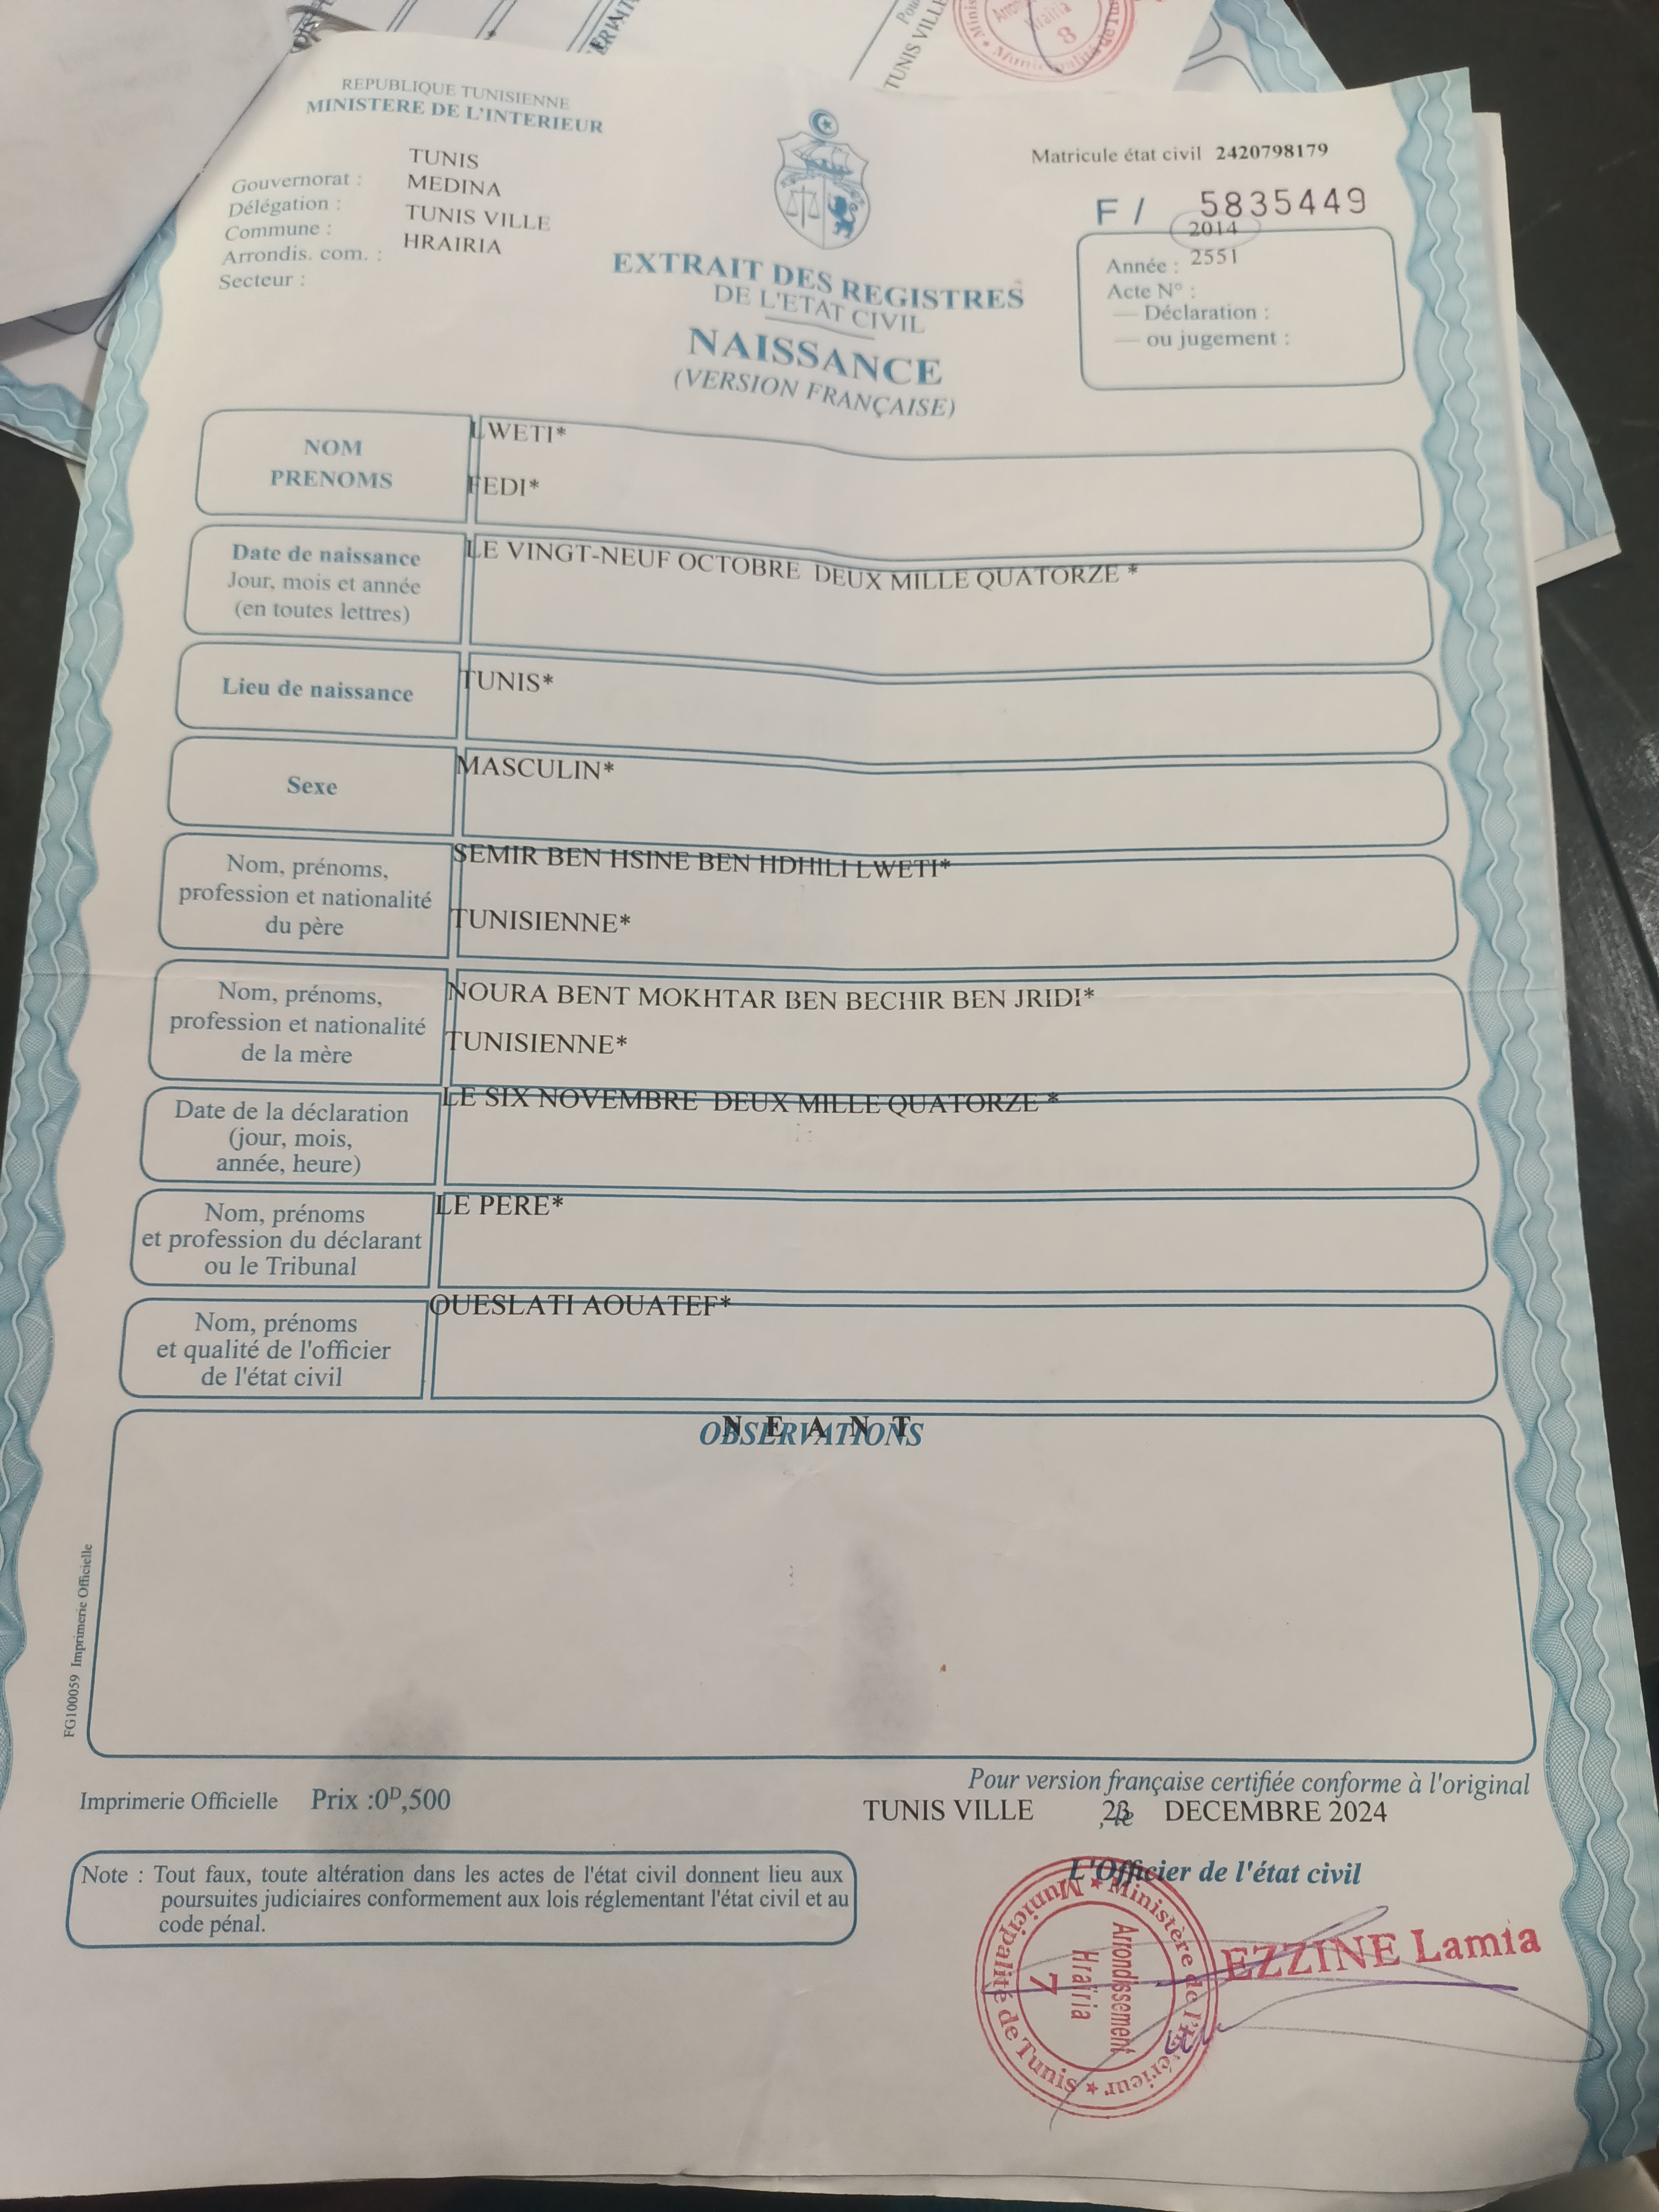 TUNIS VILLE
Arrondissement
Hrairia
8
REPUBLIQUE TUNISIENNE
MINISTERE DE L'INTERIEUR
Gouvernorat : TUNIS
Délégation : MEDINA
Commune : TUNIS VILLE
Arrondis. com. : HRAIRIA
Secteur :
Matricule état civil 2420798179
F / 5835449
Année : 2014
Acte N° : 2551
— Déclaration :
— ou jugement :
EXTRAIT DES REGISTRES
DE L'ETAT CIVIL
NAISSANCE
(VERSION FRANÇAISE)
NOM LWETI*
PRENOMS FEDI*
Date de naissance
Jour, mois et année
(en toutes lettres)
LE VINGT-NEUF OCTOBRE DEUX MILLE QUATORZE *
Lieu de naissance
TUNIS*
Sexe
MASCULIN*
Nom, prénoms,
profession et nationalité
du père
SEMIR BEN HSINE BEN HDHILI LWETI*
TUNISIENNE*
Nom, prénoms,
profession et nationalité
de la mère
NOURA BENT MOKHTAR BEN BECHIR BEN JRIDI*
TUNISIENNE*
Date de la déclaration
(jour, mois,
année, heure)
LE SIX NOVEMBRE DEUX MILLE QUATORZE *
Nom, prénoms
et profession du déclarant
ou le Tribunal
LE PERE*
Nom, prénoms
et qualité de l'officier
de l'état civil
OUESLATI AOUATEF*
OBSERVATIONS
N E A N T
FG100059 Imprimerie Officielle
Imprimerie Officielle Prix :0ᴰ,500
Pour version française certifiée conforme à l'original
TUNIS VILLE , le 23 DECEMBRE 2024
L'Officier de l'état civil
Note : Tout faux, toute altération dans les actes de l'état civil donnent lieu aux
poursuites judiciaires conformement aux lois réglementant l'état civil et au
code pénal.
Ministère de l'Intérieur ★ Municipalité de Tunis ★
Arrondissement
Hrairia
7
EZZINE Lamia